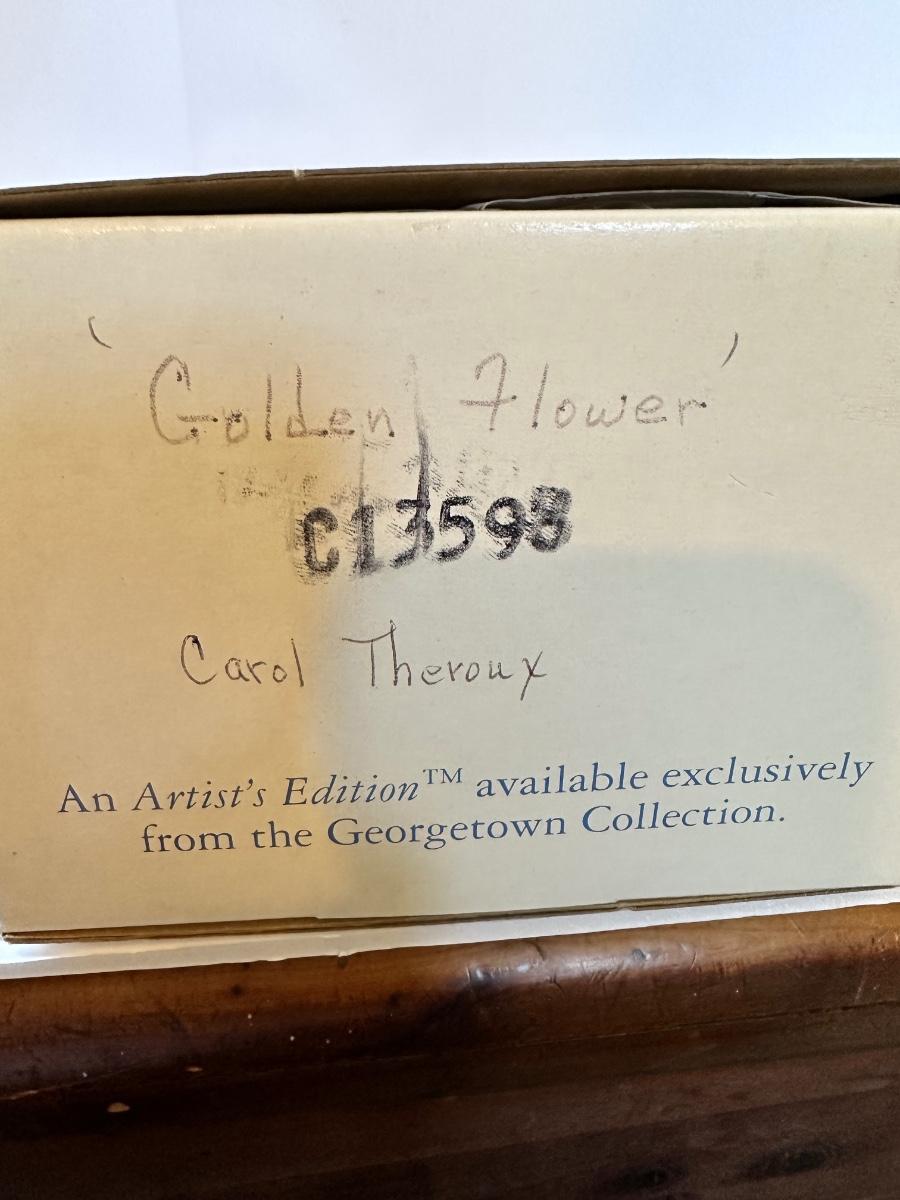 'Golden Flower'
C13598
Carol Theroux
An Artist's Edition™ available exclusively
from the Georgetown Collection.